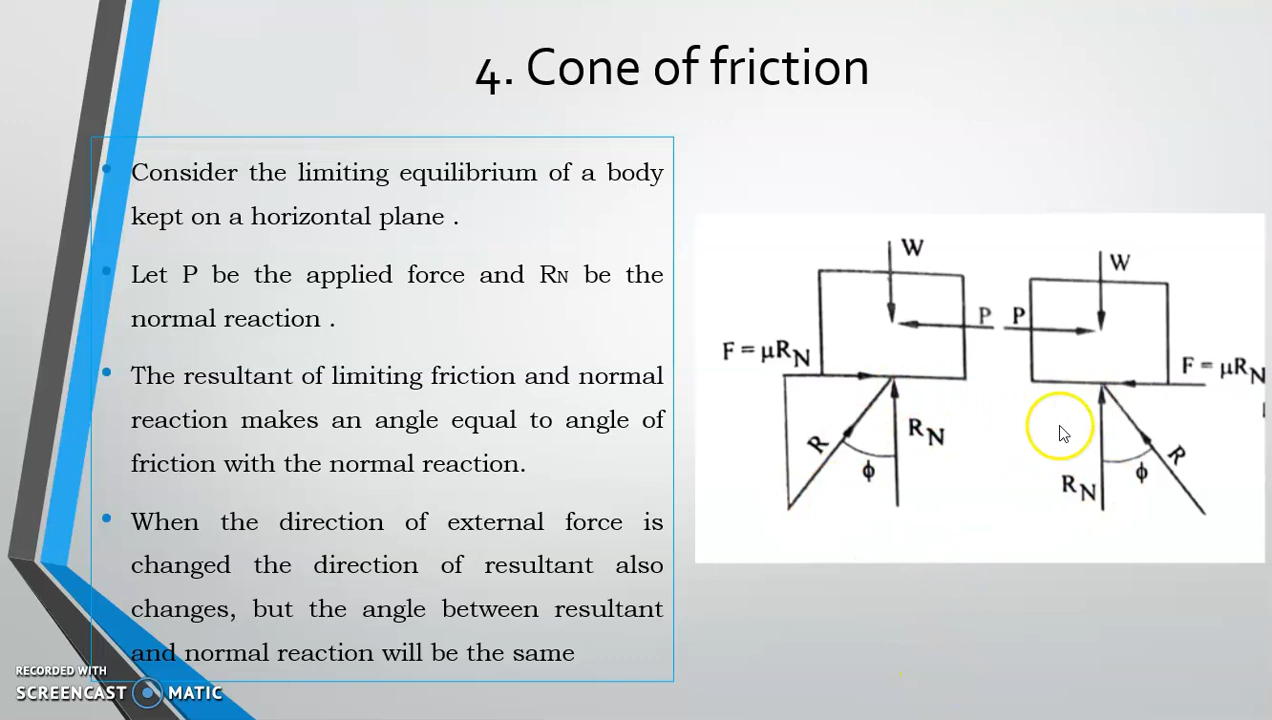 4. Cone of friction
• Consider the limiting equilibrium of a body
kept on a horizontal plane .
• Let P be the applied force and RN be the
normal reaction .
• The resultant of limiting friction and normal
reaction makes an angle equal to angle of
friction with the normal reaction.
• When the direction of external force is
changed the direction of resultant also
changes, but the angle between resultant
and normal reaction will be the same
W
P
F = μRN
R
RN
ϕ
W
P
F = μRN
RN
R
ϕ
RECORDED WITH
SCREENCAST MATIC